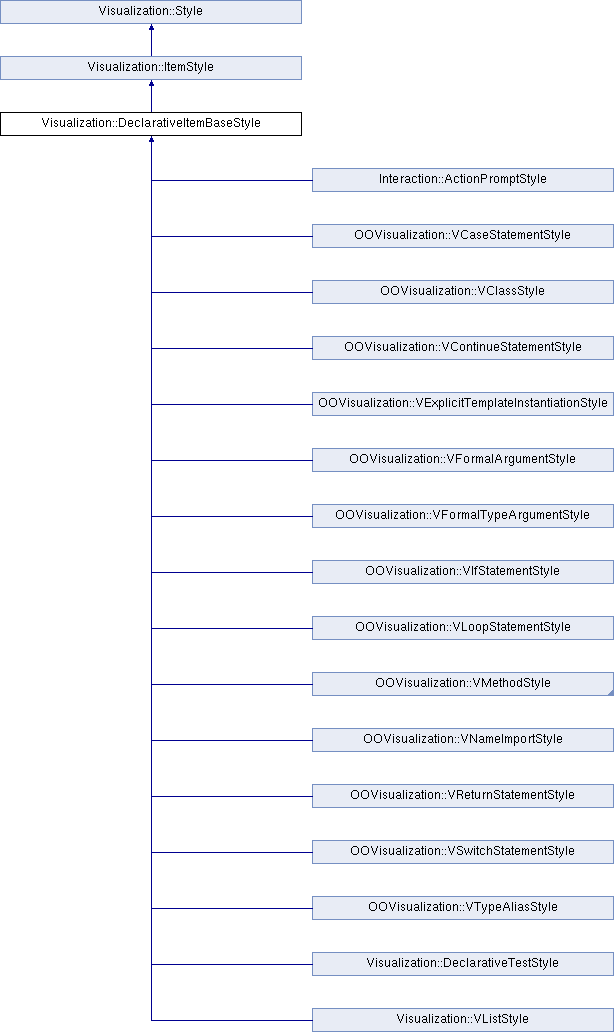 Visualization::Style
Visualization::ItemStyle
Visualization::DeclarativeItemBaseStyle
Interaction::ActionPromptStyle
OOVisualization::VCaseStatementStyle
OOVisualization::VClassStyle
OOVisualization::VContinueStatementStyle
OOVisualization::VExplicitTemplateInstantiationStyle
OOVisualization::VFormalArgumentStyle
OOVisualization::VFormalTypeArgumentStyle
OOVisualization::VIfStatementStyle
OOVisualization::VLoopStatementStyle
OOVisualization::VMethodStyle
OOVisualization::VNameImportStyle
OOVisualization::VReturnStatementStyle
OOVisualization::VSwitchStatementStyle
OOVisualization::VTypeAliasStyle
Visualization::DeclarativeTestStyle
Visualization::VListStyle